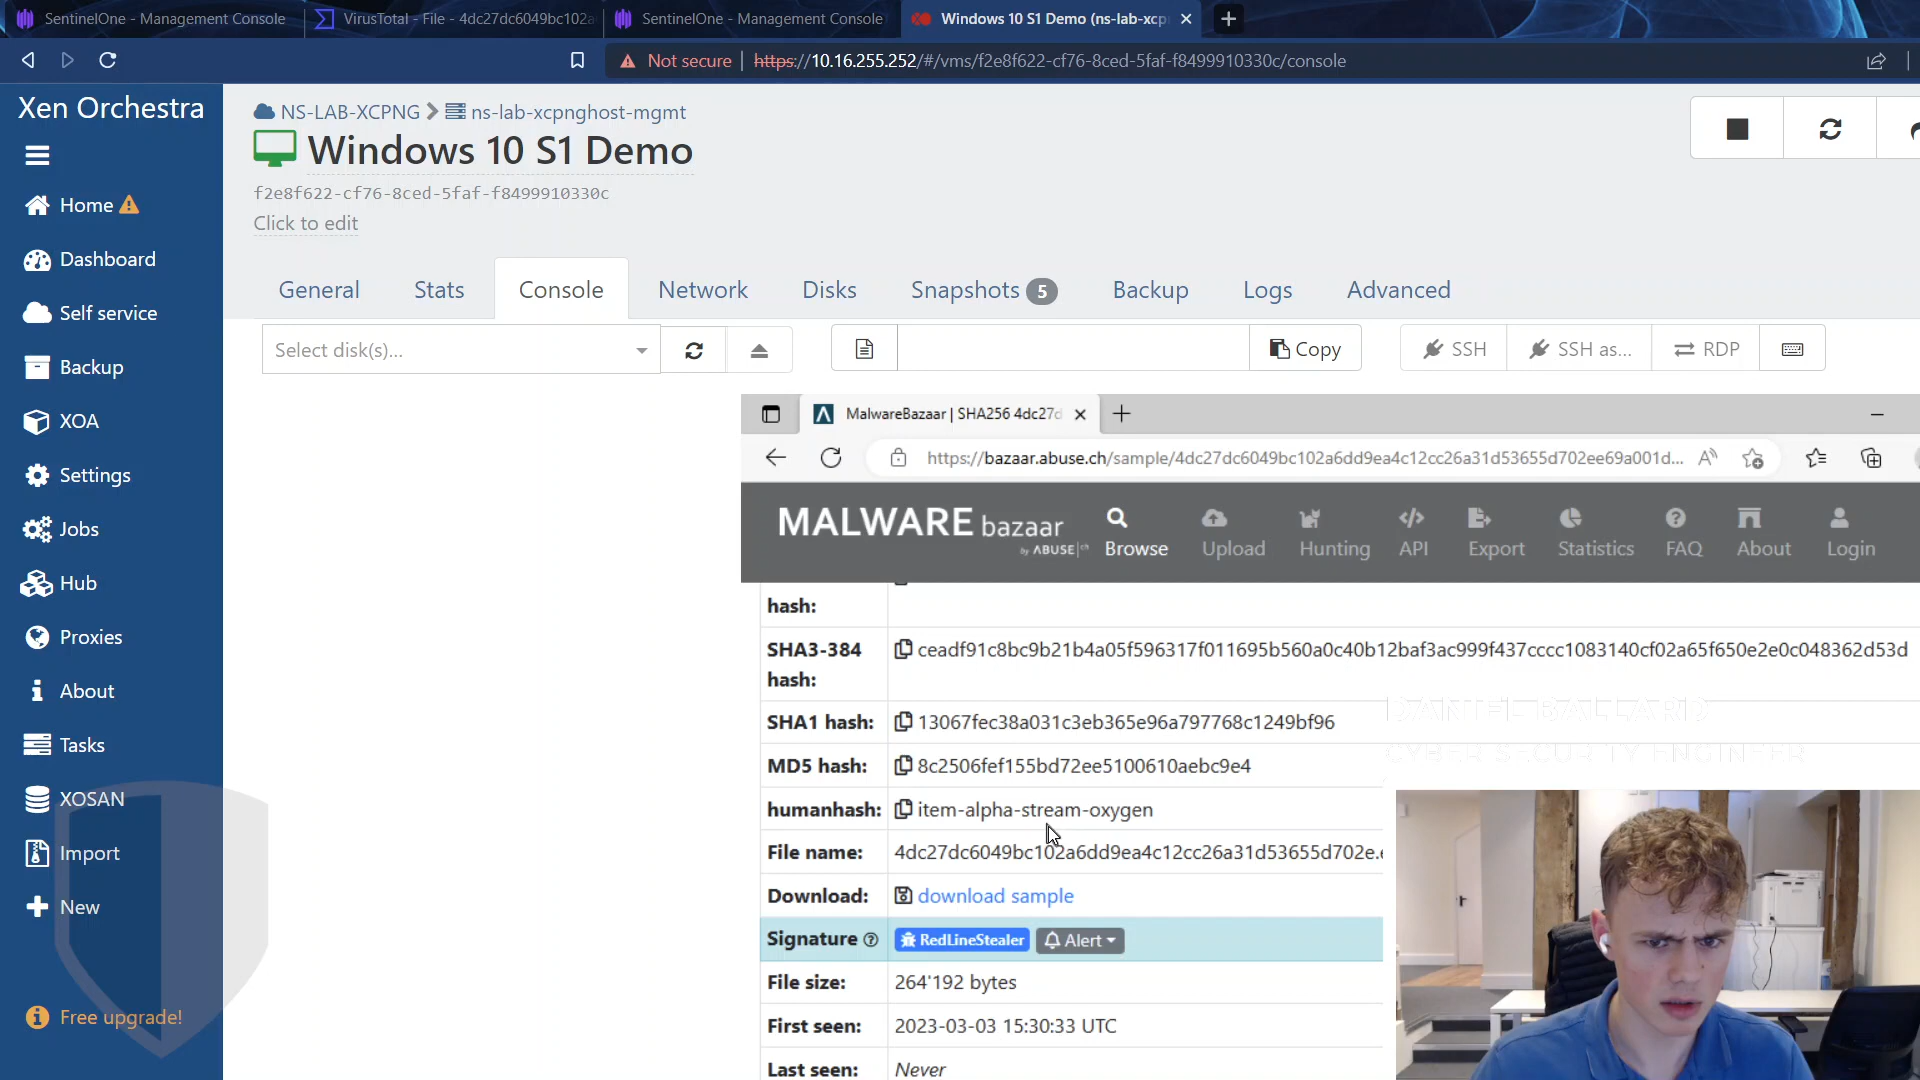 SentinelOne - Management Console
VirusTotal - File - 4dc27dc6049bc102a
SentinelOne - Management Console
Windows 10 S1 Demo (ns-lab-xcp
Not secure
https://10.16.255.252/#/vms/f2e8f622-cf76-8ced-5faf-f8499910330c/console
Xen Orchestra
Home
Dashboard
Self service
Backup
XOA
Settings
Jobs
Hub
Proxies
About
Tasks
XOSAN
Import
New
Free upgrade!
NS-LAB-XCPNG
ns-lab-xcpnghost-mgmt
Windows 10 S1 Demo
f2e8f622-cf76-8ced-5faf-f8499910330c
Click to edit
General
Stats
Console
Network
Disks
Snapshots 5
Backup
Logs
Advanced
Select disk(s)...
Copy
SSH
SSH as...
RDP
MalwareBazaar | SHA256 4dc27d
https://bazaar.abuse.ch/sample/4dc27dc6049bc102a6dd9ea4c12cc26a31d53655d702ee69a001d...
MALWARE bazaar
by ABUSE|ch
Browse
Upload
Hunting
API
Export
Statistics
FAQ
About
Login
hash:
SHA3-384 hash:
ceadf91c8bc9b21b4a05f596317f011695b560a0c40b12baf3ac999f437cccc1083140cf02a65f650e2e0c048362d53d
SHA1 hash: 13067fec38a031c3eb365e96a797768c1249bf96
MD5 hash: 8c2506fef155bd72ee5100610aebc9e4
humanhash: item-alpha-stream-oxygen
File name: 4dc27dc6049bc102a6dd9ea4c12cc26a31d53655d702e.e
Download: download sample
Signature RedLineStealer Alert
File size: 264'192 bytes
First seen: 2023-03-03 15:30:33 UTC
Last seen: Never
DANIEL BALLARD
CYBER SECURITY ENGINEER